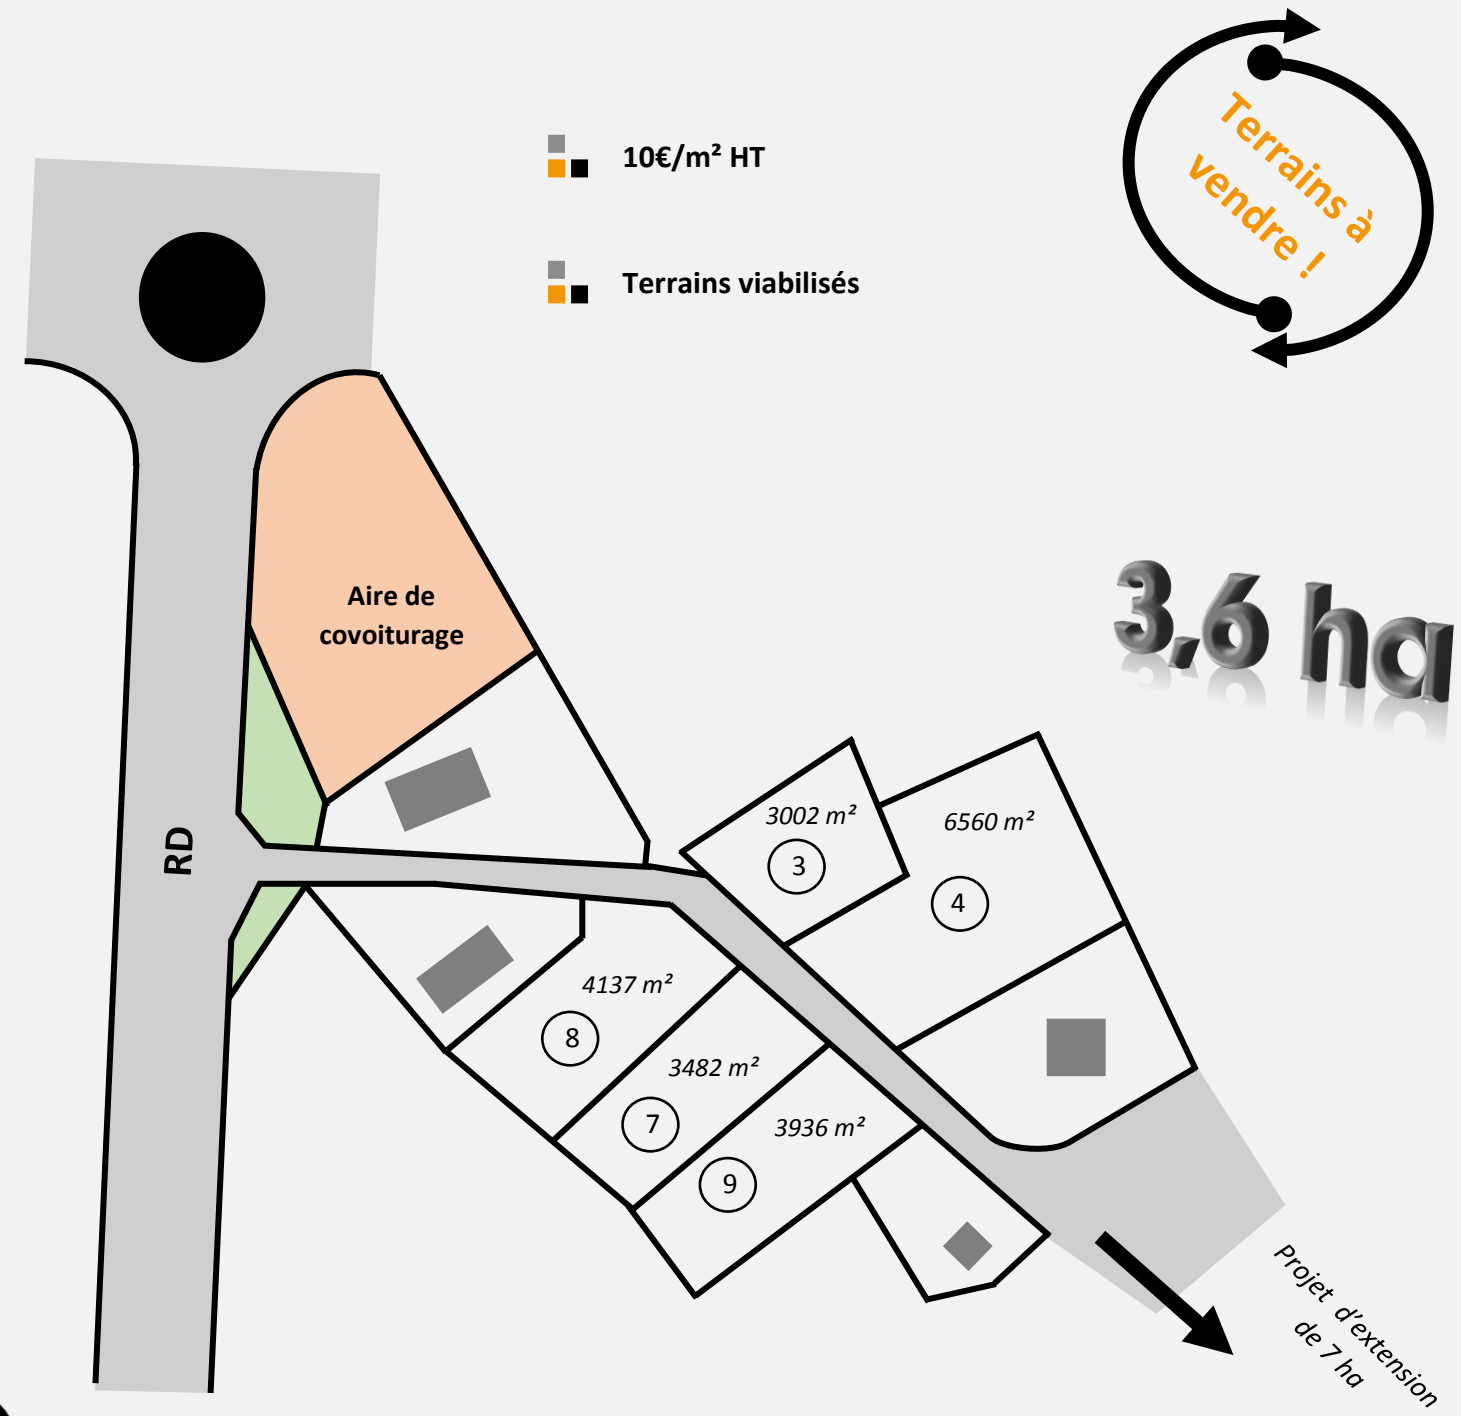 10€/m² HT
Terrains à
vendre !
Terrains viabilisés
Aire de
covoiturage
3,6 ha
RD
3002 m²
3
6560 m²
4
4137 m²
8
3482 m²
7
3936 m²
9
Projet d'extension
de 7 ha